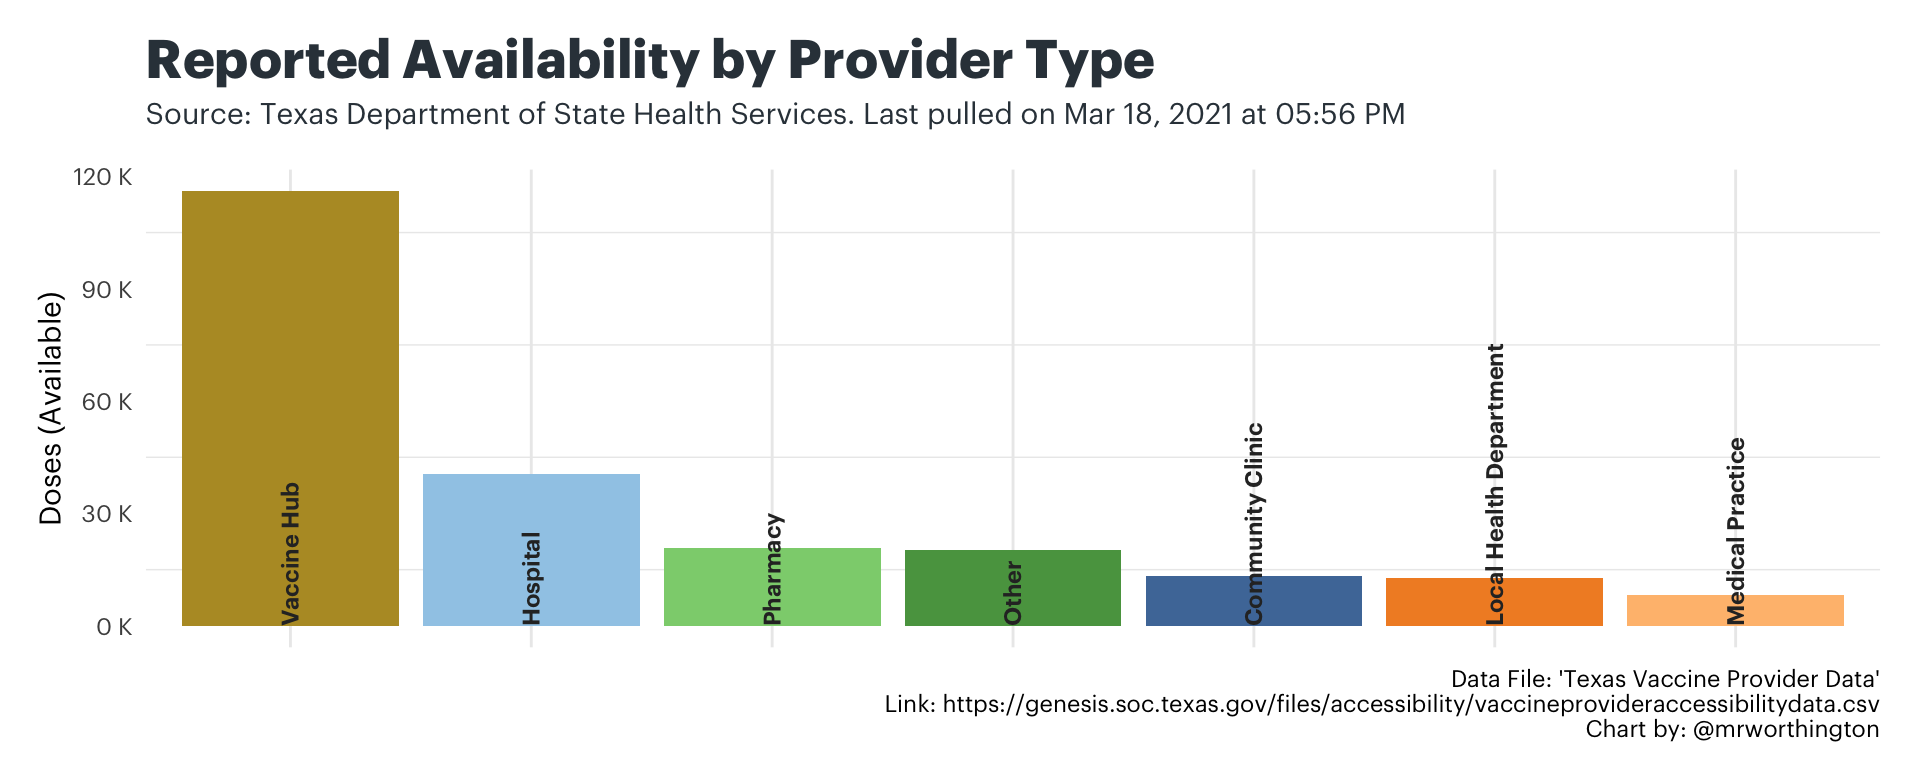 Reported Availability by Provider Type
Source: Texas Department of State Health Services. Last pulled on Mar 18, 2021 at 05:56 PM
Doses (Available)
120 K
90 K
60 K
30 K
0 K
Vaccine Hub
Hospital
Pharmacy
Other
Community Clinic
Local Health Department
Medical Practice
Data File: 'Texas Vaccine Provider Data'
Link: https://genesis.soc.texas.gov/files/accessibility/vaccineprovideraccessibilitydata.csv
Chart by: @mrworthington